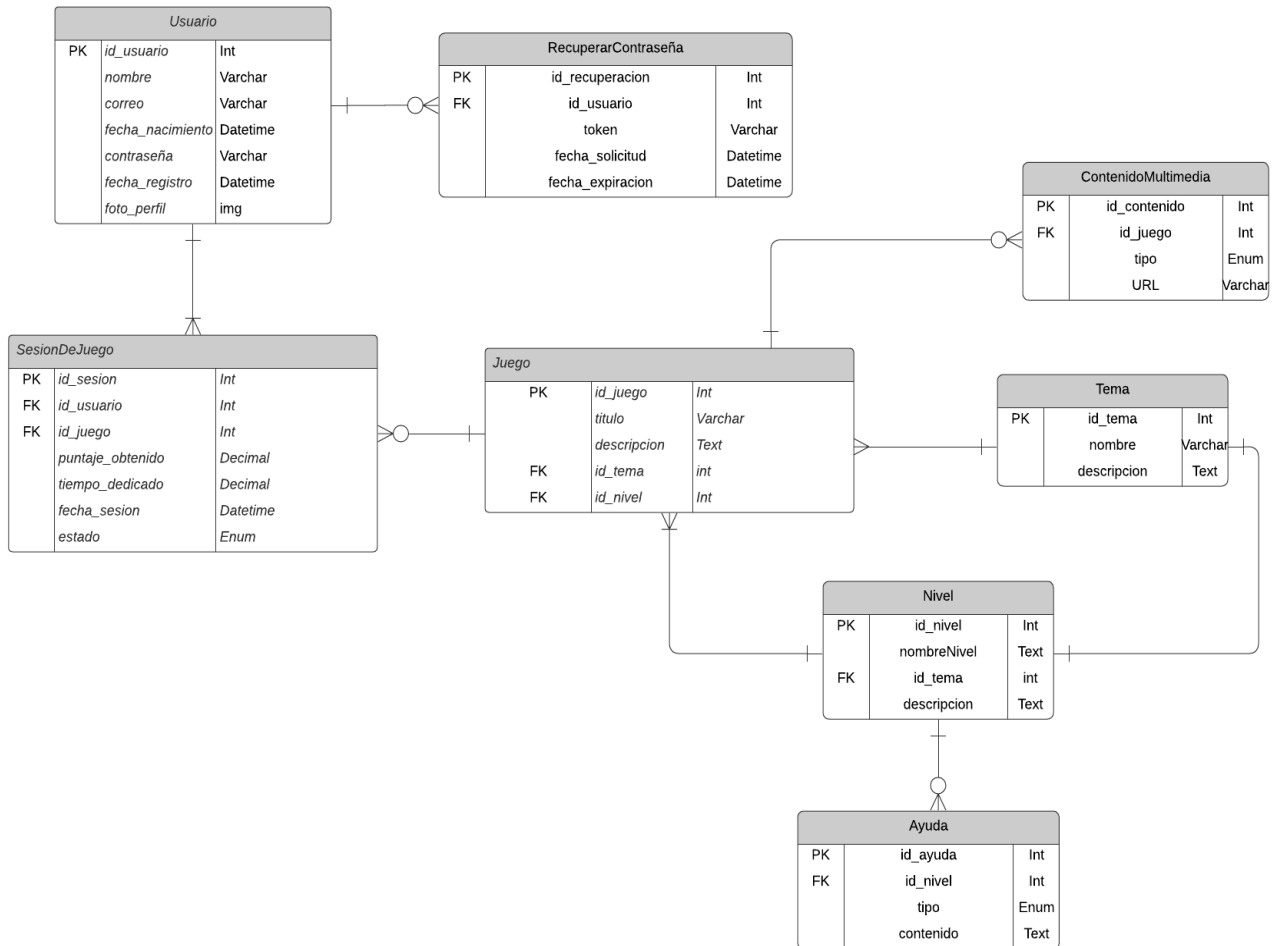 Usuario
PK id_usuario Int
nombre Varchar
correo Varchar
fecha_nacimiento Datetime
contraseña Varchar
fecha_registro Datetime
foto_perfil img
RecuperarContraseña
PK id_recuperacion Int
FK id_usuario Int
token Varchar
fecha_solicitud Datetime
fecha_expiracion Datetime
ContenidoMultimedia
PK id_contenido Int
FK id_juego Int
tipo Enum
URL Varchar
SesionDeJuego
PK id_sesion Int
FK id_usuario Int
FK id_juego Int
puntaje_obtenido Decimal
tiempo_dedicado Decimal
fecha_sesion Datetime
estado Enum
Juego
PK id_juego Int
titulo Varchar
descripcion Text
FK id_tema int
FK id_nivel Int
Tema
PK id_tema Int
nombre Varchar
descripcion Text
Nivel
PK id_nivel Int
nombreNivel Text
FK id_tema int
descripcion Text
Ayuda
PK id_ayuda Int
FK id_nivel Int
tipo Enum
contenido Text